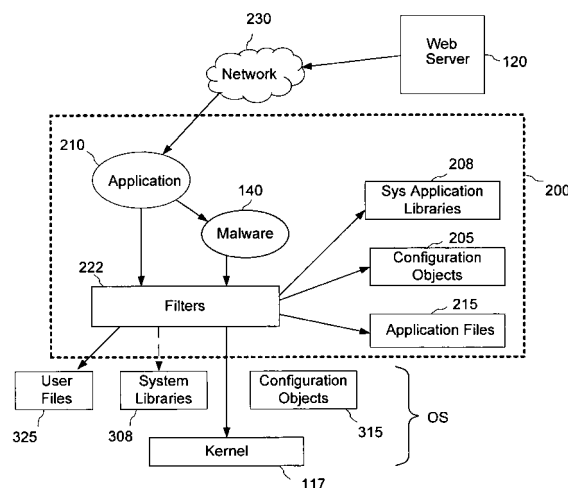 230
Web
Server
120
Network
210
Application
140
Malware
208
Sys Application
Libraries
200
222
Filters
205
Configuration
Objects
215
Application Files
User
Files
325
System
Libraries
308
Configuration
Objects
315
OS
Kernel
117